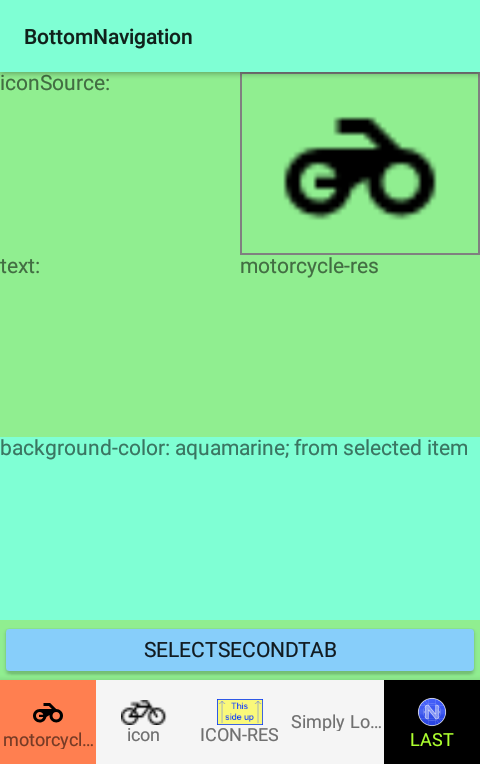 BottomNavigation
iconSource:
text:
motorcycle-res
background-color: aquamarine; from selected item
SELECTSECONDTAB
motorcycl...
icon
This
side up
ICON-RES
Simply Lo...
N
LAST